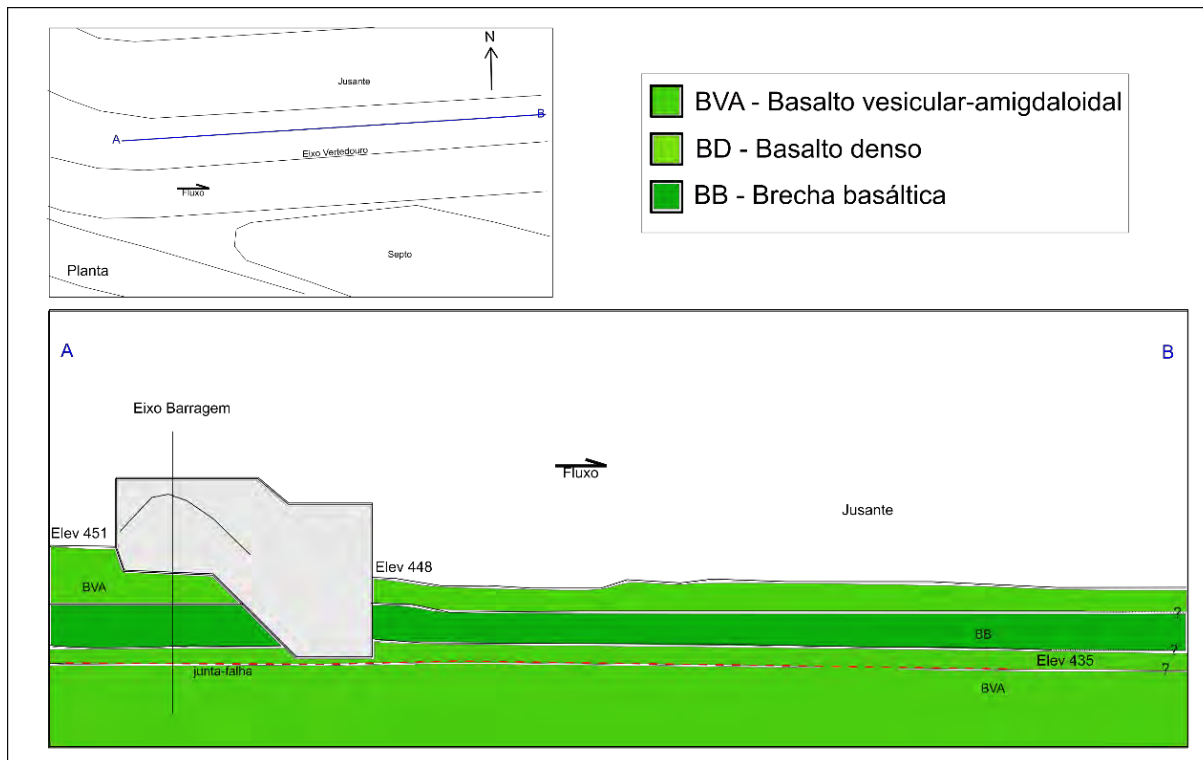 N
Jusante
A
B
Eixo Vertedouro
Fluxo
Septo
Planta
BVA - Basalto vesicular-amigdaloidal
BD - Basalto denso
BB - Brecha basáltica
A
B
Eixo Barragem
Fluxo
Jusante
Elev 451
Elev 448
BVA
?
BB
?
Elev 435
?
junta-falha
BVA